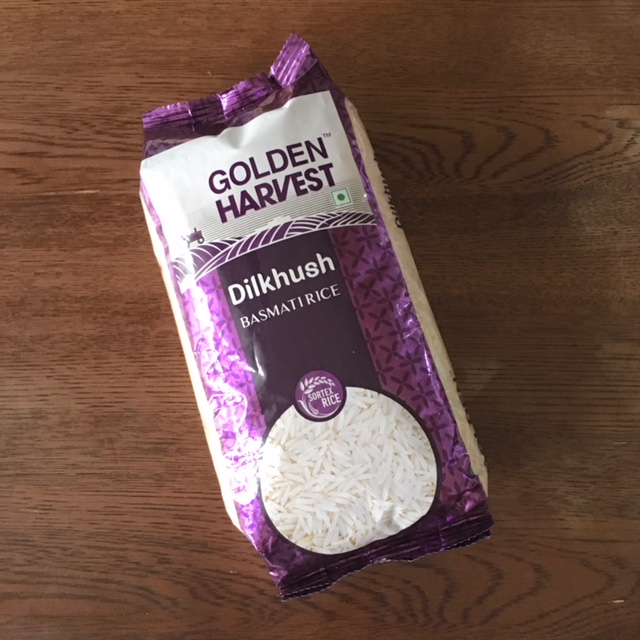 GOLDEN™
HARVEST
Dilkhush
BASMATI RICE
SORTEX
RICE